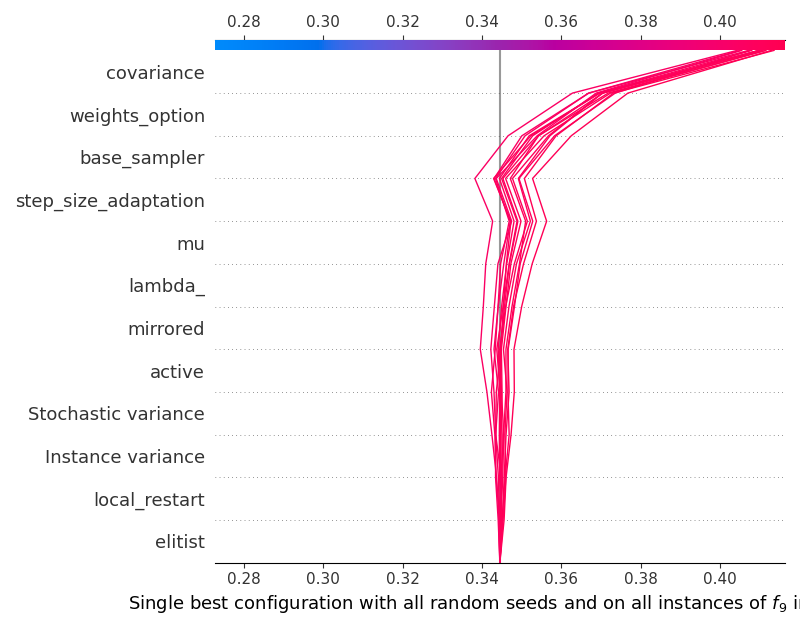 0.28 0.30 0.32 0.34 0.36 0.38 0.40
covariance
weights_option
base_sampler
step_size_adaptation
mu
lambda_
mirrored
active
Stochastic variance
Instance variance
local_restart
elitist
0.28 0.30 0.32 0.34 0.36 0.38 0.40
Single best configuration with all random seeds and on all instances of f₉ i